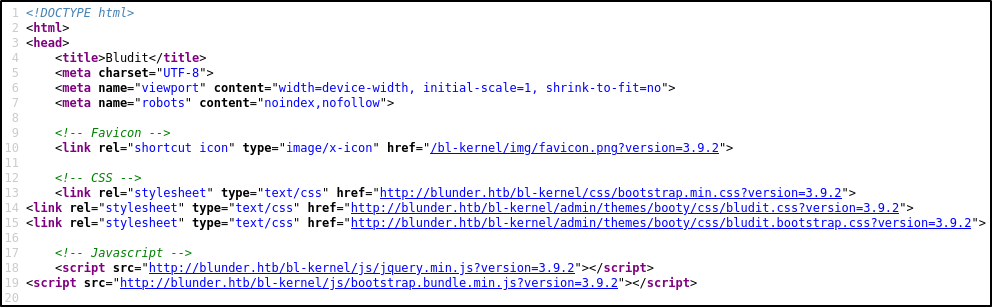 1 <!DOCTYPE html>
2 <html>
3 <head>
4     <title>Bludit</title>
5     <meta charset="UTF-8">
6     <meta name="viewport" content="width=device-width, initial-scale=1, shrink-to-fit=no">
7     <meta name="robots" content="noindex,nofollow">
8
9     <!-- Favicon -->
10     <link rel="shortcut icon" type="image/x-icon" href="/bl-kernel/img/favicon.png?version=3.9.2">
11
12     <!-- CSS -->
13     <link rel="stylesheet" type="text/css" href="http://blunder.htb/bl-kernel/css/bootstrap.min.css?version=3.9.2">
14 <link rel="stylesheet" type="text/css" href="http://blunder.htb/bl-kernel/admin/themes/booty/css/bludit.css?version=3.9.2">
15 <link rel="stylesheet" type="text/css" href="http://blunder.htb/bl-kernel/admin/themes/booty/css/bludit.bootstrap.css?version=3.9.2">
16
17     <!-- Javascript -->
18     <script src="http://blunder.htb/bl-kernel/js/jquery.min.js?version=3.9.2"></script>
19 <script src="http://blunder.htb/bl-kernel/js/bootstrap.bundle.min.js?version=3.9.2"></script>
20